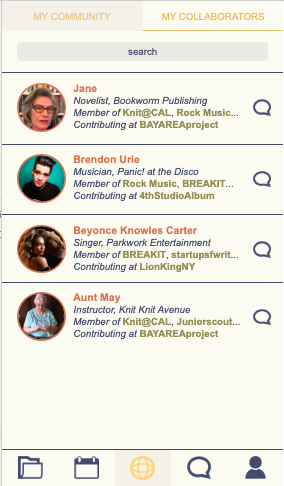 MY COMMUNITY
MY COLLABORATORS
search
Jane
Novelist, Bookworm Publishing
Member of Knit@CAL, Rock Music...
Contributing at BAYAREAproject
Brendon Urie
Musician, Panic! at the Disco
Member of Rock Music, BREAKIT...
Contributing at 4thStudioAlbum
Beyonce Knowles Carter
Singer, Parkwork Entertainment
Member of BREAKIT, startupsfwrit...
Contributing at LionKingNY
Aunt May
Instructor, Knit Knit Avenue
Member of Knit@CAL, Juniorscout...
Contributing at BAYAREAproject